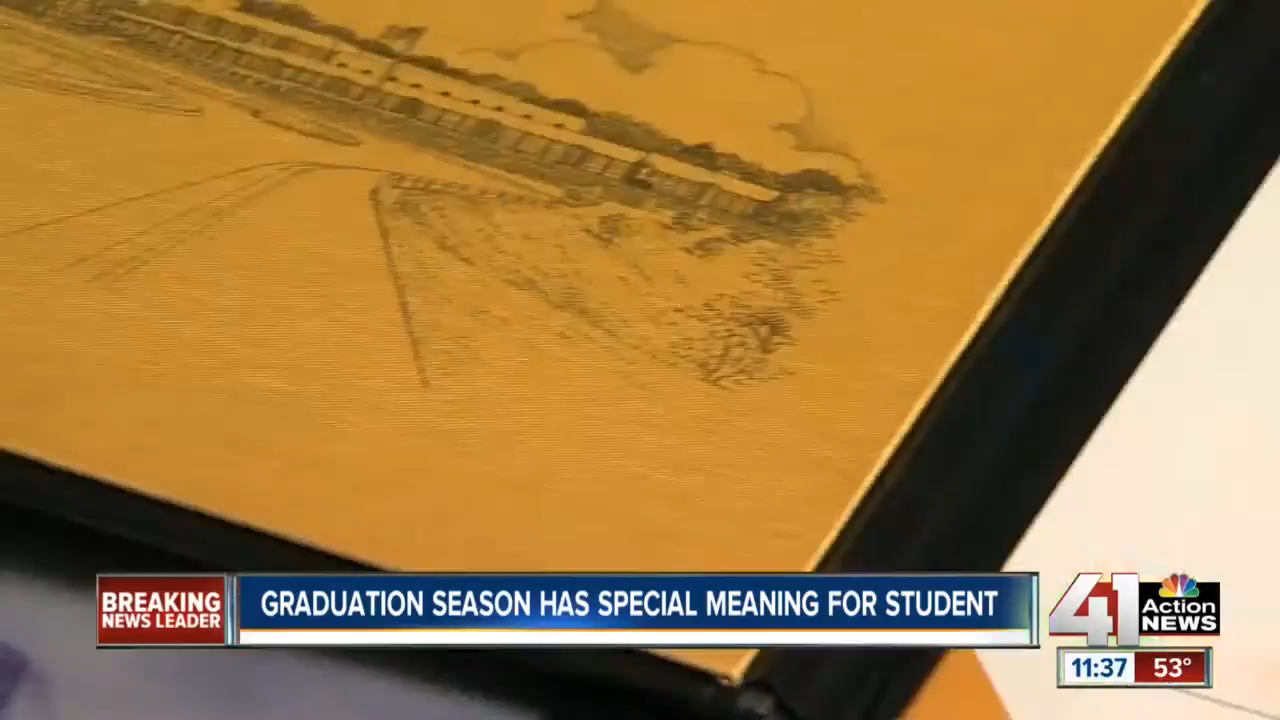 BREAKING
NEWS LEADER
GRADUATION SEASON HAS SPECIAL MEANING FOR STUDENT
41
Action
NEWS
11:37
53°